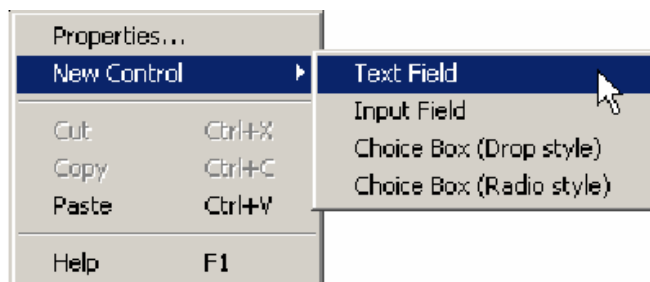 Properties...
New Control
Text Field
Input Field
Choice Box (Drop style)
Choice Box (Radio style)
Cut Ctrl+X
Copy Ctrl+C
Paste Ctrl+V
Help F1